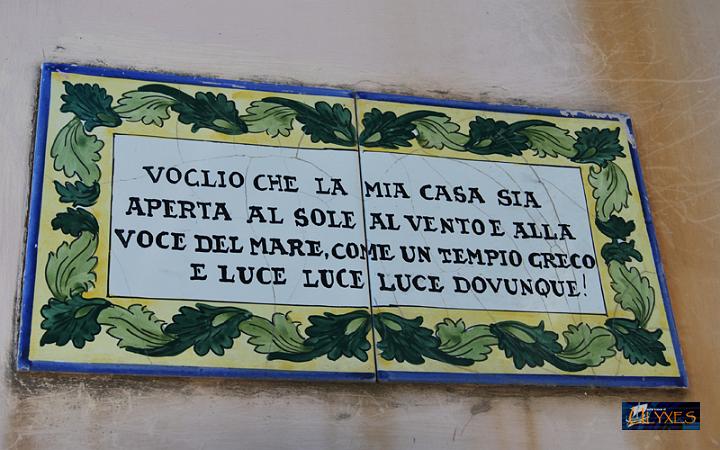 VOGLIO CHE LA MIA CASA SIA
APERTA AL SOLE AL VENTO E ALLA
VOCE DEL MARE, COME UN TEMPIO GRECO
E LUCE LUCE LUCE DOVUNQUE!
ULYXES